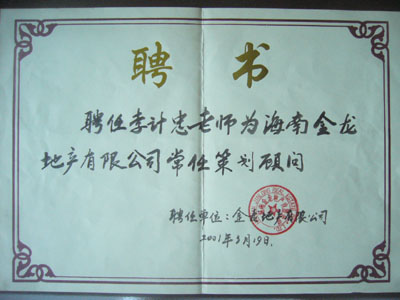 聘书
聘任李计忠老师为海南金龙
地产有限公司常任策划顾问
聘任单位:金龙地产有限公司
2001年8月19日.